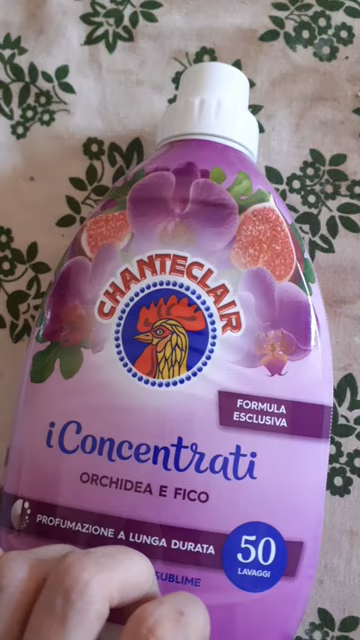 CHANTECLAIR
FORMULA
ESCLUSIVA
iConcentrati
ORCHIDEA E FICO
PROFUMAZIONE A LUNGA DURATA
50
LAVAGGI
SUBLIME